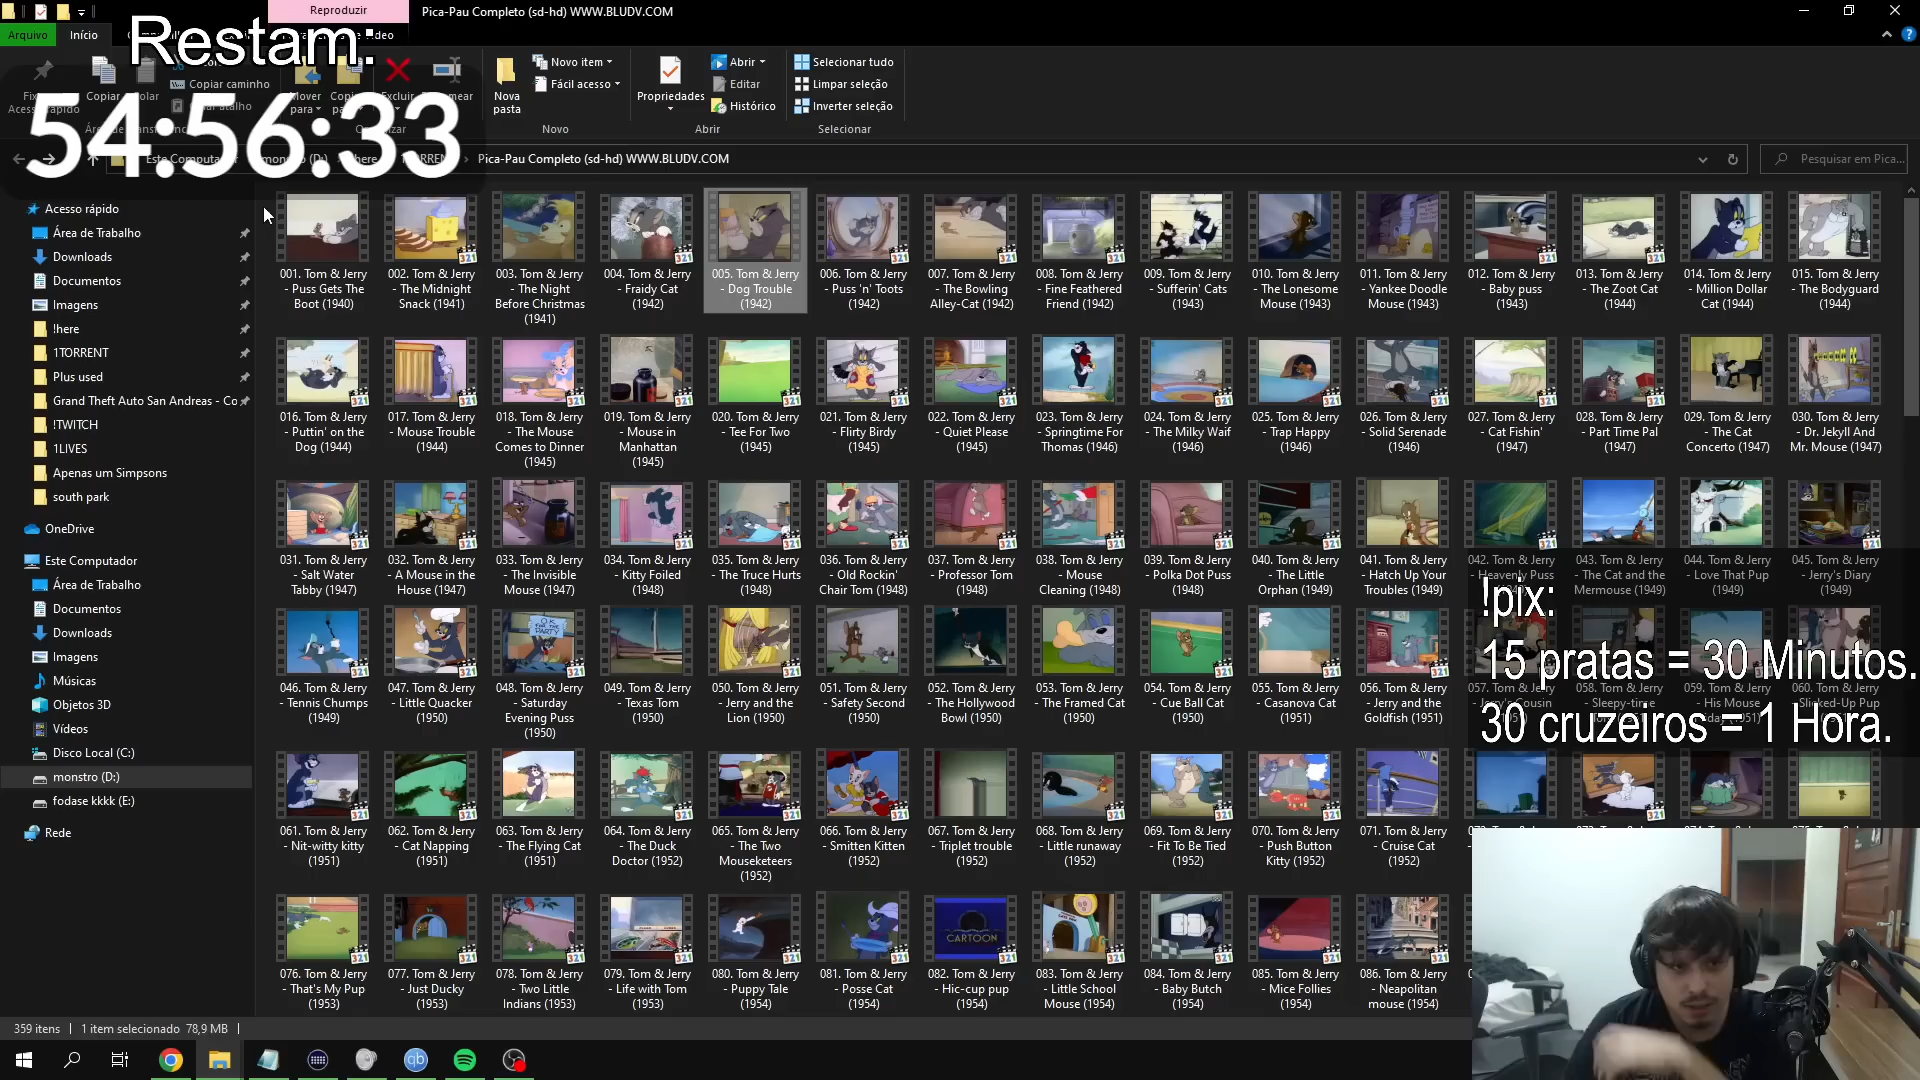 Reproduzir
Pica-Pau Completo (sd-hd) WWW.BLUDV.COM
Arquivo
Início
Restam:
54:56:33
Copiar
Copiar caminho
Mover para
Excluir
Nova pasta
Novo item
Fácil acesso
Novo
Propriedades
Abrir
Editar
Histórico
Abrir
Selecionar tudo
Limpar seleção
Inverter seleção
Selecionar
Pica-Pau Completo (sd-hd) WWW.BLUDV.COM
Pesquisar em Pica...
Acesso rápido
Área de Trabalho
Downloads
Documentos
Imagens
!here
1TORRENT
Plus used
Grand Theft Auto San Andreas - Co
!TWITCH
1LIVES
Apenas um Simpsons
south park
OneDrive
Este Computador
Área de Trabalho
Documentos
Downloads
Imagens
Músicas
Objetos 3D
Vídeos
Disco Local (C:)
monstro (D:)
fodase kkkk (E:)
Rede
001. Tom & Jerry - Puss Gets The Boot (1940)
002. Tom & Jerry - The Midnight Snack (1941)
003. Tom & Jerry - The Night Before Christmas (1941)
004. Tom & Jerry - Fraidy Cat (1942)
005. Tom & Jerry - Dog Trouble (1942)
006. Tom & Jerry - Puss 'n' Toots (1942)
007. Tom & Jerry - The Bowling Alley-Cat (1942)
008. Tom & Jerry - Fine Feathered Friend (1942)
009. Tom & Jerry - Sufferin' Cats (1943)
010. Tom & Jerry - The Lonesome Mouse (1943)
011. Tom & Jerry - Yankee Doodle Mouse (1943)
012. Tom & Jerry - Baby puss (1943)
013. Tom & Jerry - The Zoot Cat (1944)
014. Tom & Jerry - Million Dollar Cat (1944)
015. Tom & Jerry - The Bodyguard (1944)
016. Tom & Jerry - Puttin' on the Dog (1944)
017. Tom & Jerry - Mouse Trouble (1944)
018. Tom & Jerry - The Mouse Comes to Dinner (1945)
019. Tom & Jerry - Mouse in Manhattan (1945)
020. Tom & Jerry - Tee For Two (1945)
021. Tom & Jerry - Flirty Birdy (1945)
022. Tom & Jerry - Quiet Please (1945)
023. Tom & Jerry - Springtime For Thomas (1946)
024. Tom & Jerry - The Milky Waif (1946)
025. Tom & Jerry - Trap Happy (1946)
026. Tom & Jerry - Solid Serenade (1946)
027. Tom & Jerry - Cat Fishin' (1947)
028. Tom & Jerry - Part Time Pal (1947)
029. Tom & Jerry - The Cat Concerto (1947)
030. Tom & Jerry - Dr. Jekyll And Mr. Mouse (1947)
031. Tom & Jerry - Salt Water Tabby (1947)
032. Tom & Jerry - A Mouse in the House (1947)
033. Tom & Jerry - The Invisible Mouse (1947)
034. Tom & Jerry - Kitty Foiled (1948)
035. Tom & Jerry - The Truce Hurts (1948)
036. Tom & Jerry - Old Rockin' Chair Tom (1948)
037. Tom & Jerry - Professor Tom (1948)
038. Tom & Jerry - Mouse Cleaning (1948)
039. Tom & Jerry - Polka Dot Puss (1948)
040. Tom & Jerry - The Little Orphan (1949)
041. Tom & Jerry - Hatch Up Your Troubles (1949)
042. Tom & Jerry - Heavenly Puss (1949)
043. Tom & Jerry - The Cat and the Mermouse (1949)
044. Tom & Jerry - Love That Pup (1949)
045. Tom & Jerry - Jerry's Diary (1949)
046. Tom & Jerry - Tennis Chumps (1949)
047. Tom & Jerry - Little Quacker (1950)
048. Tom & Jerry - Saturday Evening Puss (1950)
049. Tom & Jerry - Texas Tom (1950)
050. Tom & Jerry - Jerry and the Lion (1950)
051. Tom & Jerry - Safety Second (1950)
052. Tom & Jerry - The Hollywood Bowl (1950)
053. Tom & Jerry - The Framed Cat (1950)
054. Tom & Jerry - Cue Ball Cat (1950)
055. Tom & Jerry - Casanova Cat (1951)
056. Tom & Jerry - Jerry and the Goldfish (1951)
057. Tom & Jerry - Jerry's Cousin
058. Tom & Jerry - Sleepy-time
059. Tom & Jerry - His Mouse
060. Tom & Jerry - Slicked-Up Pup
!pix:
15 pratas = 30 Minutos.
30 cruzeiros = 1 Hora.
061. Tom & Jerry - Nit-witty kitty (1951)
062. Tom & Jerry - Cat Napping (1951)
063. Tom & Jerry - The Flying Cat (1951)
064. Tom & Jerry - The Duck Doctor (1952)
065. Tom & Jerry - The Two Mouseketeers (1952)
066. Tom & Jerry - Smitten Kitten (1952)
067. Tom & Jerry - Triplet trouble (1952)
068. Tom & Jerry - Little runaway (1952)
069. Tom & Jerry - Fit To Be Tied (1952)
070. Tom & Jerry - Push Button Kitty (1952)
071. Tom & Jerry - Cruise Cat (1952)
076. Tom & Jerry - That's My Pup (1953)
077. Tom & Jerry - Just Ducky (1953)
078. Tom & Jerry - Two Little Indians (1953)
079. Tom & Jerry - Life with Tom (1953)
080. Tom & Jerry - Puppy Tale (1954)
081. Tom & Jerry - Posse Cat (1954)
082. Tom & Jerry - Hic-cup pup (1954)
083. Tom & Jerry - Little School Mouse (1954)
084. Tom & Jerry - Baby Butch (1954)
085. Tom & Jerry - Mice Follies (1954)
086. Tom & Jerry - Neapolitan mouse (1954)
359 itens
1 item selecionado 78,9 MB